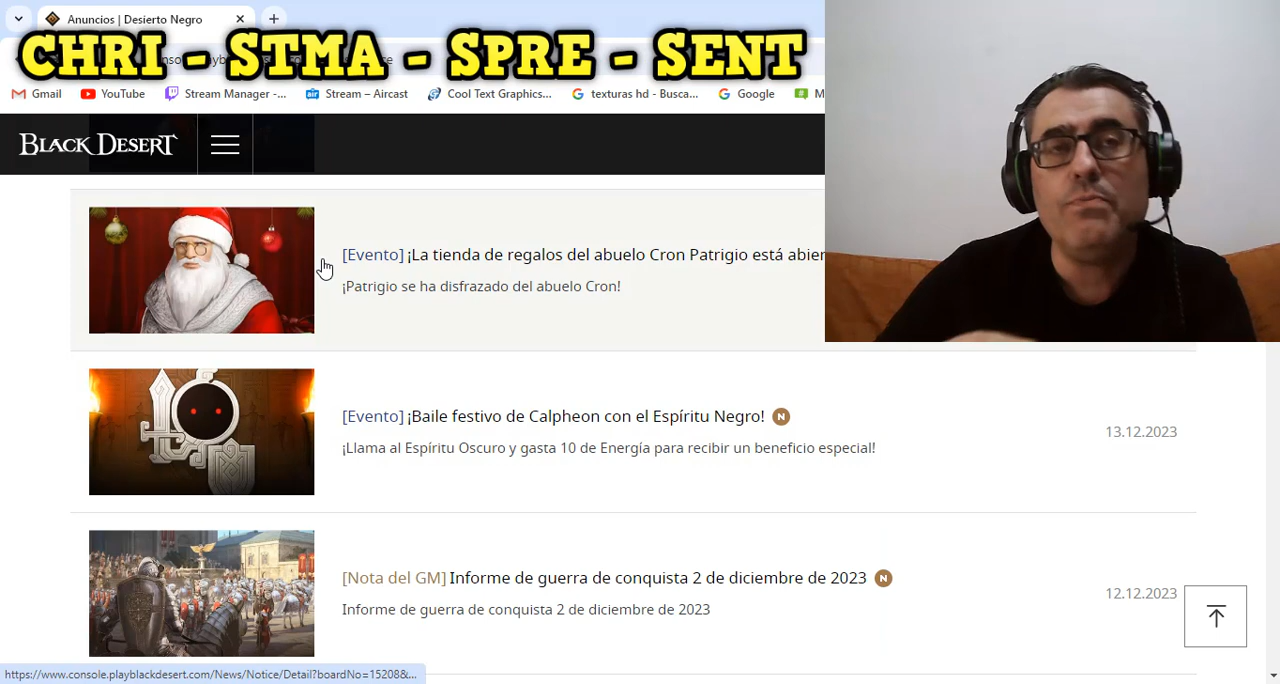 Anuncios | Desierto Negro
CHRI - STMA - SPRE - SENT
Gmail YouTube Stream Manager -... Stream – Aircast Cool Text Graphics... texturas hd - Busca... Google M
BLACK DESERT
[Evento] ¡La tienda de regalos del abuelo Cron Patrigio está abier
¡Patrigio se ha disfrazado del abuelo Cron!
[Evento] ¡Baile festivo de Calpheon con el Espíritu Negro! N
13.12.2023
¡Llama al Espíritu Oscuro y gasta 10 de Energía para recibir un beneficio especial!
[Nota del GM] Informe de guerra de conquista 2 de diciembre de 2023 N
12.12.2023
Informe de guerra de conquista 2 de diciembre de 2023
https://www.console.playblackdesert.com/News/Notice/Detail?boardNo=15208&...